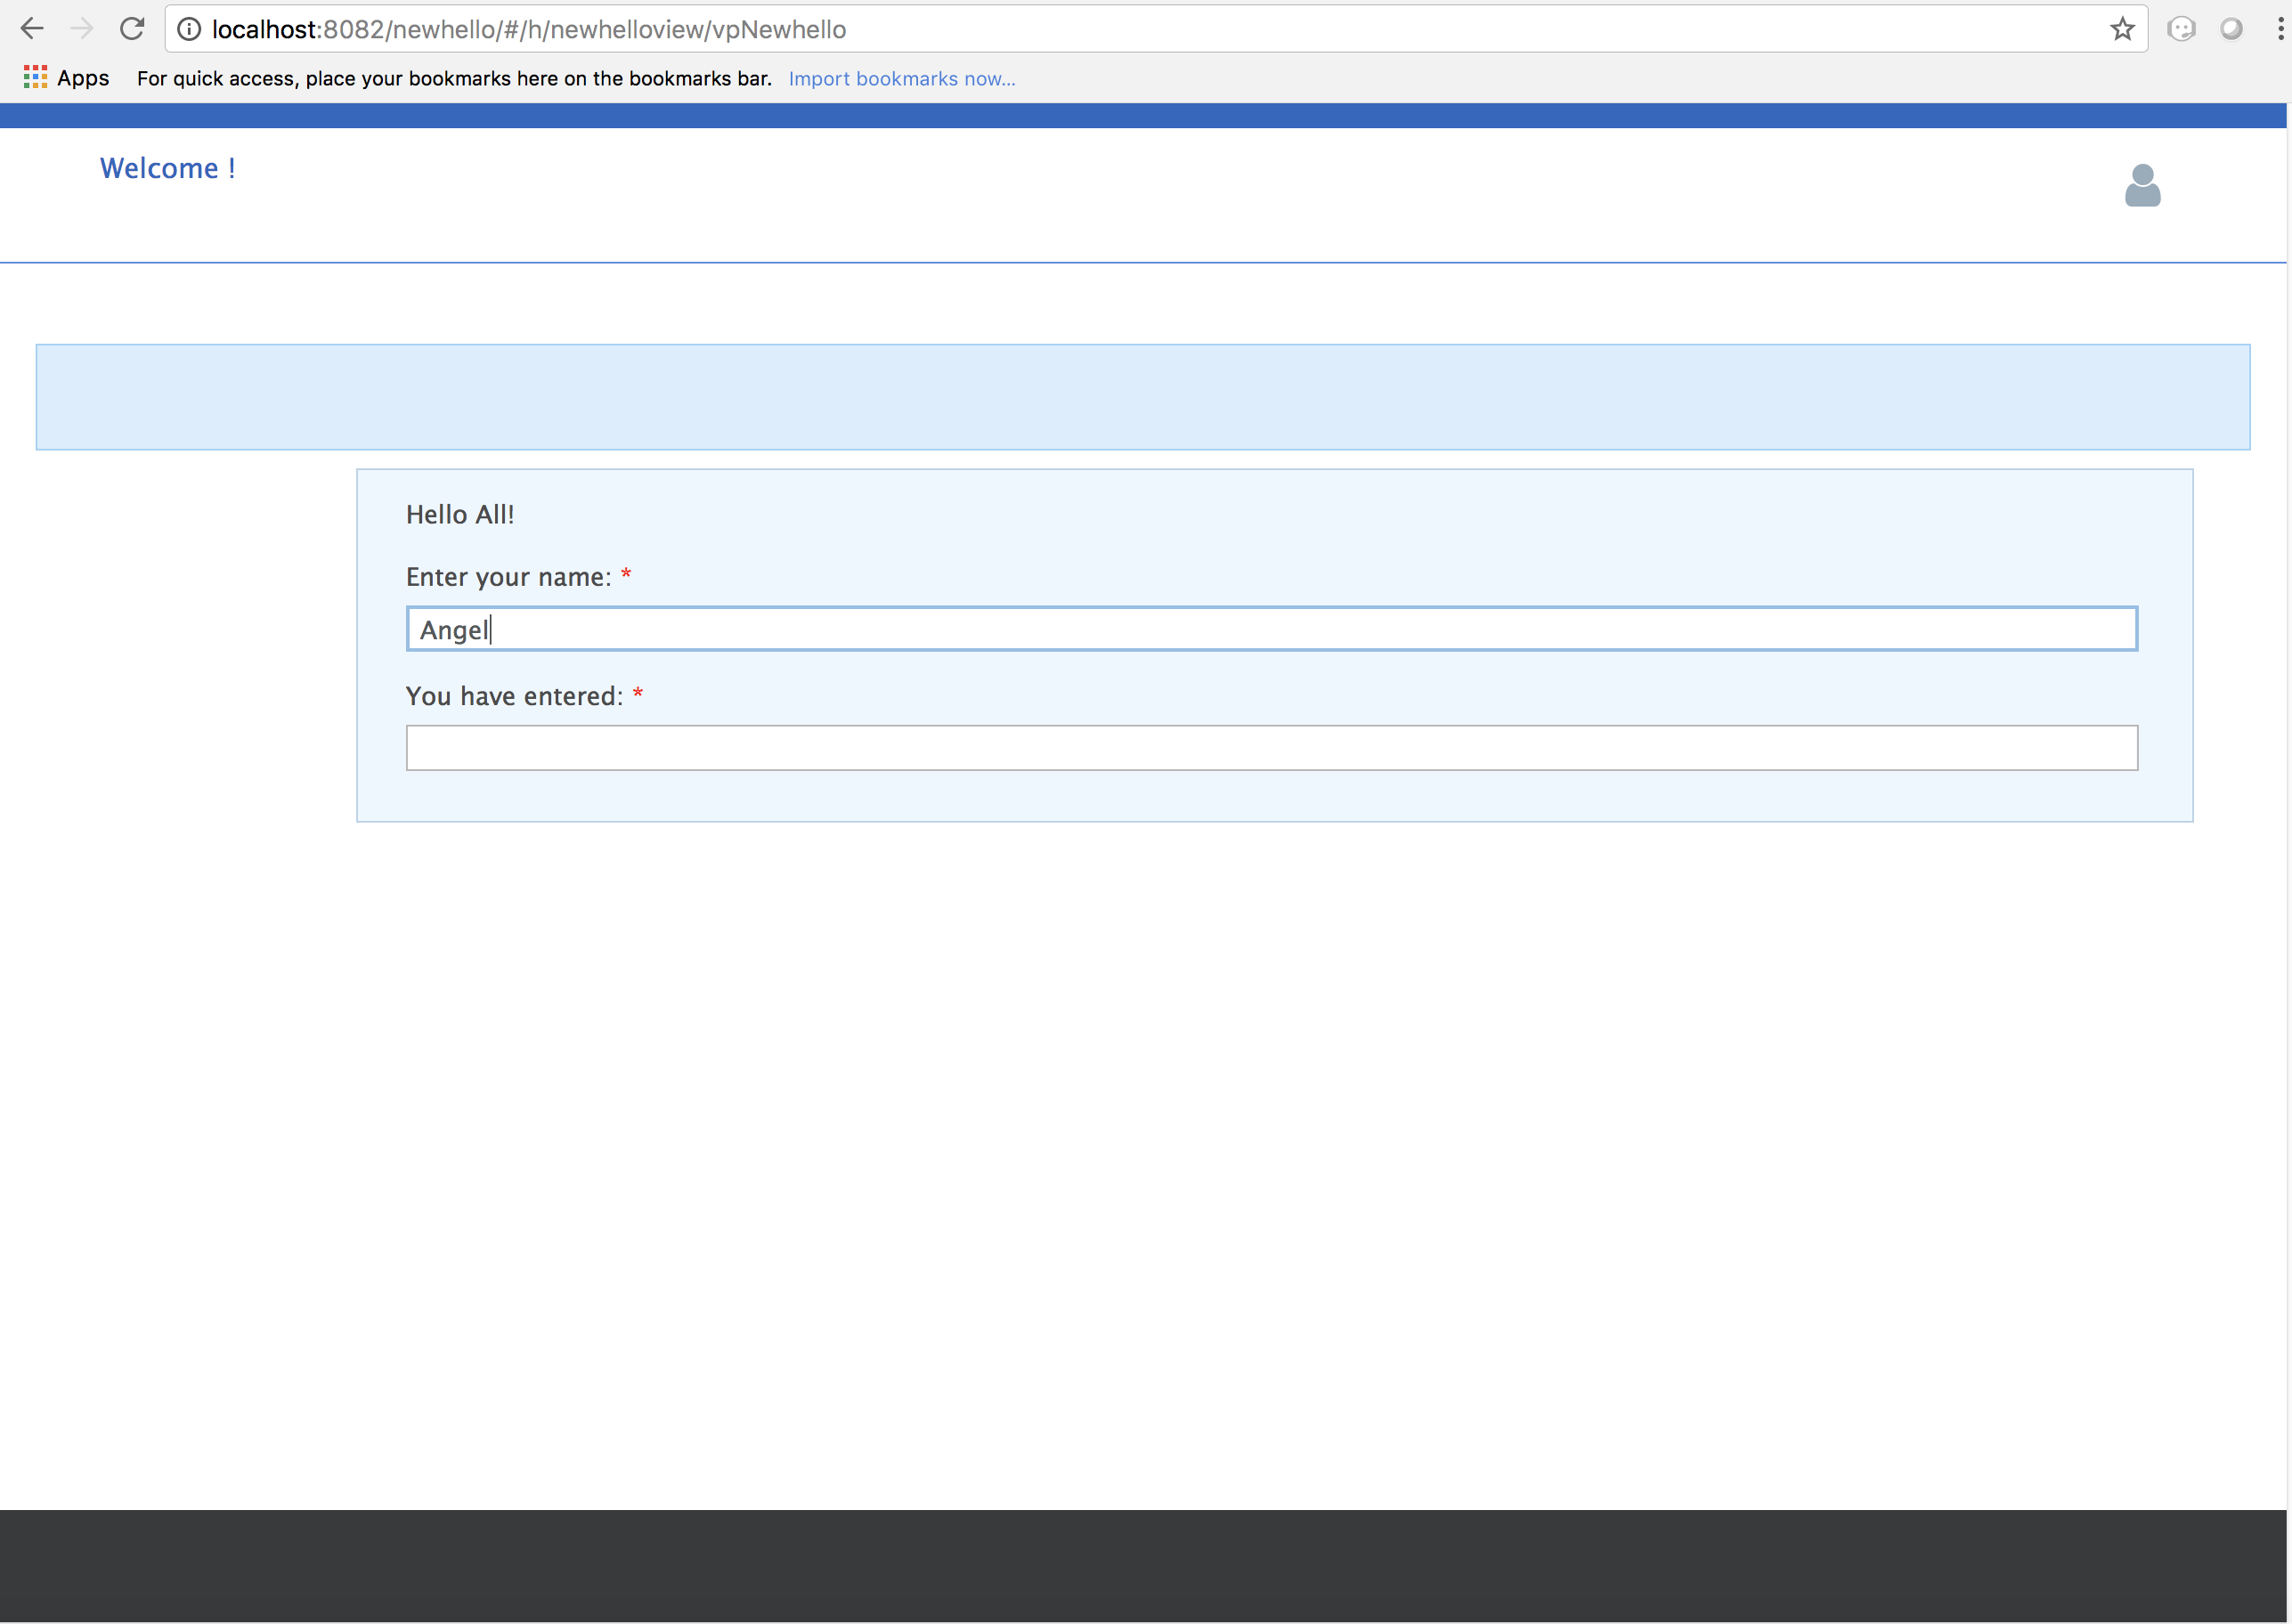 localhost:8082/newhello/#/h/newhelloview/vpNewhello
Apps For quick access, place your bookmarks here on the bookmarks bar. Import bookmarks now...
Welcome !
Hello All!
Enter your name: *
Angel
You have entered: *